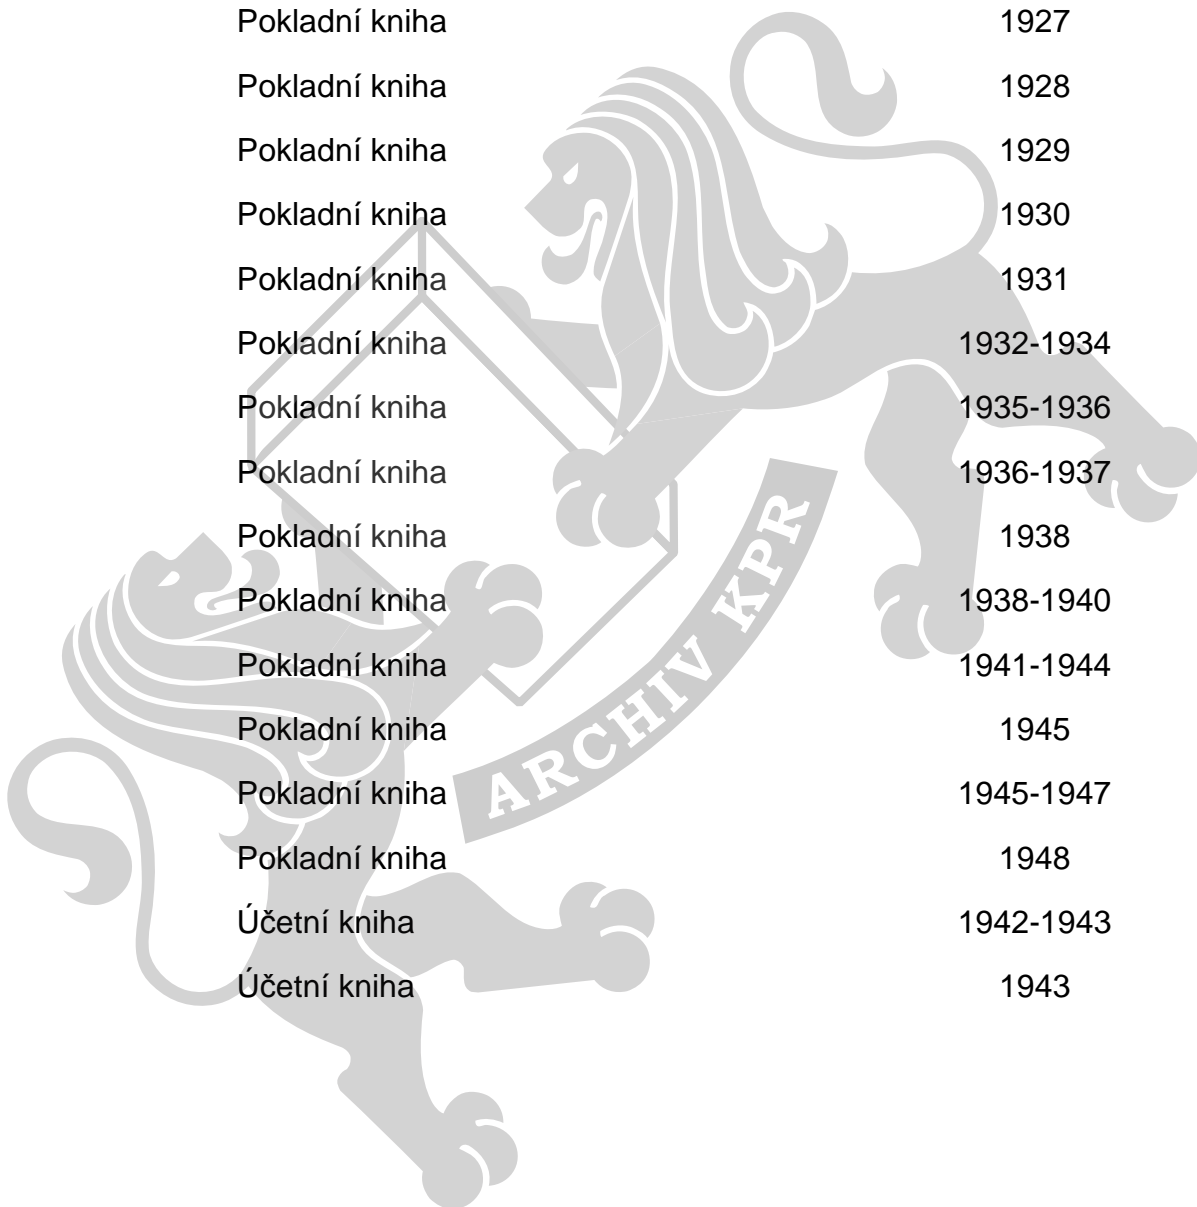 Pokladní kniha 1927
Pokladní kniha 1928
Pokladní kniha 1929
Pokladní kniha 1930
Pokladní kniha 1931
Pokladní kniha 1932-1934
Pokladní kniha 1935-1936
Pokladní kniha 1936-1937
Pokladní kniha 1938
Pokladní kniha 1938-1940
Pokladní kniha 1941-1944
Pokladní kniha 1945
Pokladní kniha 1945-1947
Pokladní kniha 1948
Účetní kniha 1942-1943
Účetní kniha 1943
ARCHIV KPR